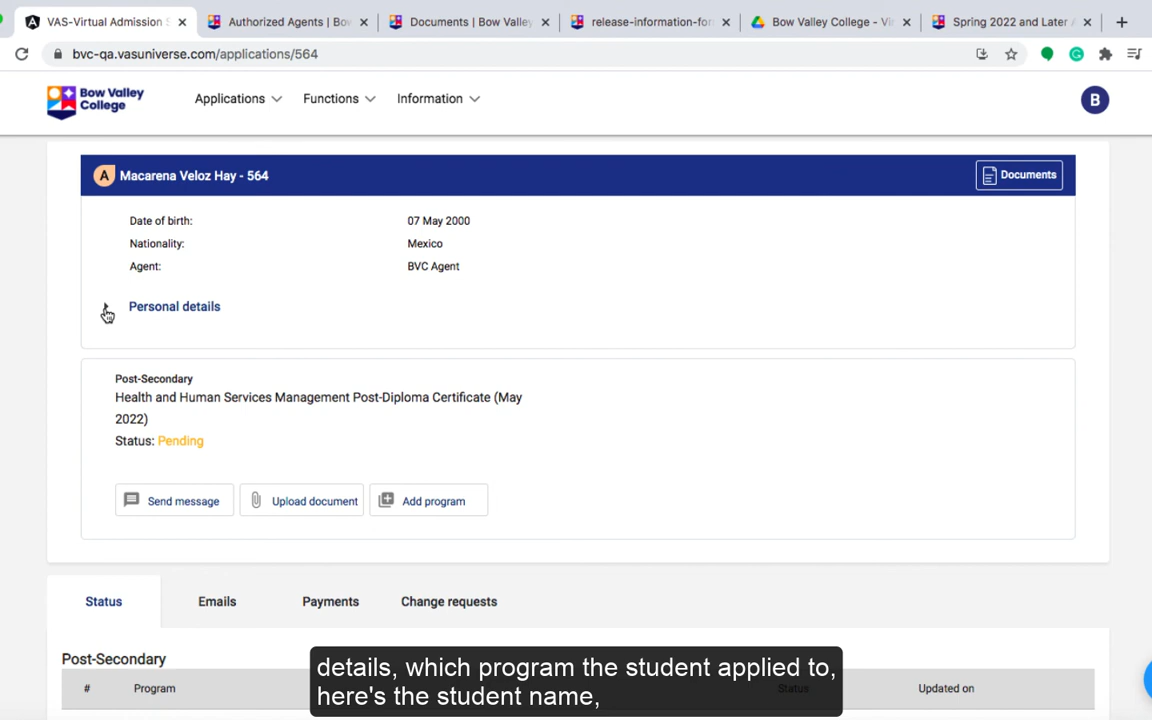 VAS-Virtual Admission S
Authorized Agents | Bow
Documents | Bow Valley
release-information-for
Bow Valley College - Vir
Spring 2022 and Later A
bvc-qa.vasuniverse.com/applications/564
Bow Valley
College
Applications
Functions
Information
B
A
Macarena Veloz Hay - 564
Documents
Date of birth: 07 May 2000
Nationality: Mexico
Agent: BVC Agent
Personal details
Post-Secondary
Health and Human Services Management Post-Diploma Certificate (May
2022)
Status: Pending
Send message
Upload document
Add program
Status
Emails
Payments
Change requests
Post-Secondary
# Program Status Updated on
details, which program the student applied to,
here's the student name,